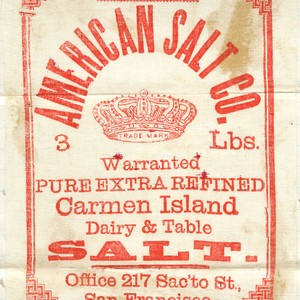 AMERICAN SALT CO.
TRADE MARK
3 Lbs.
Warranted
PURE EXTRA REFINED
Carmen Island
Dairy & Table
SALT.
Office 217 Sac'to St.,
San Francisco